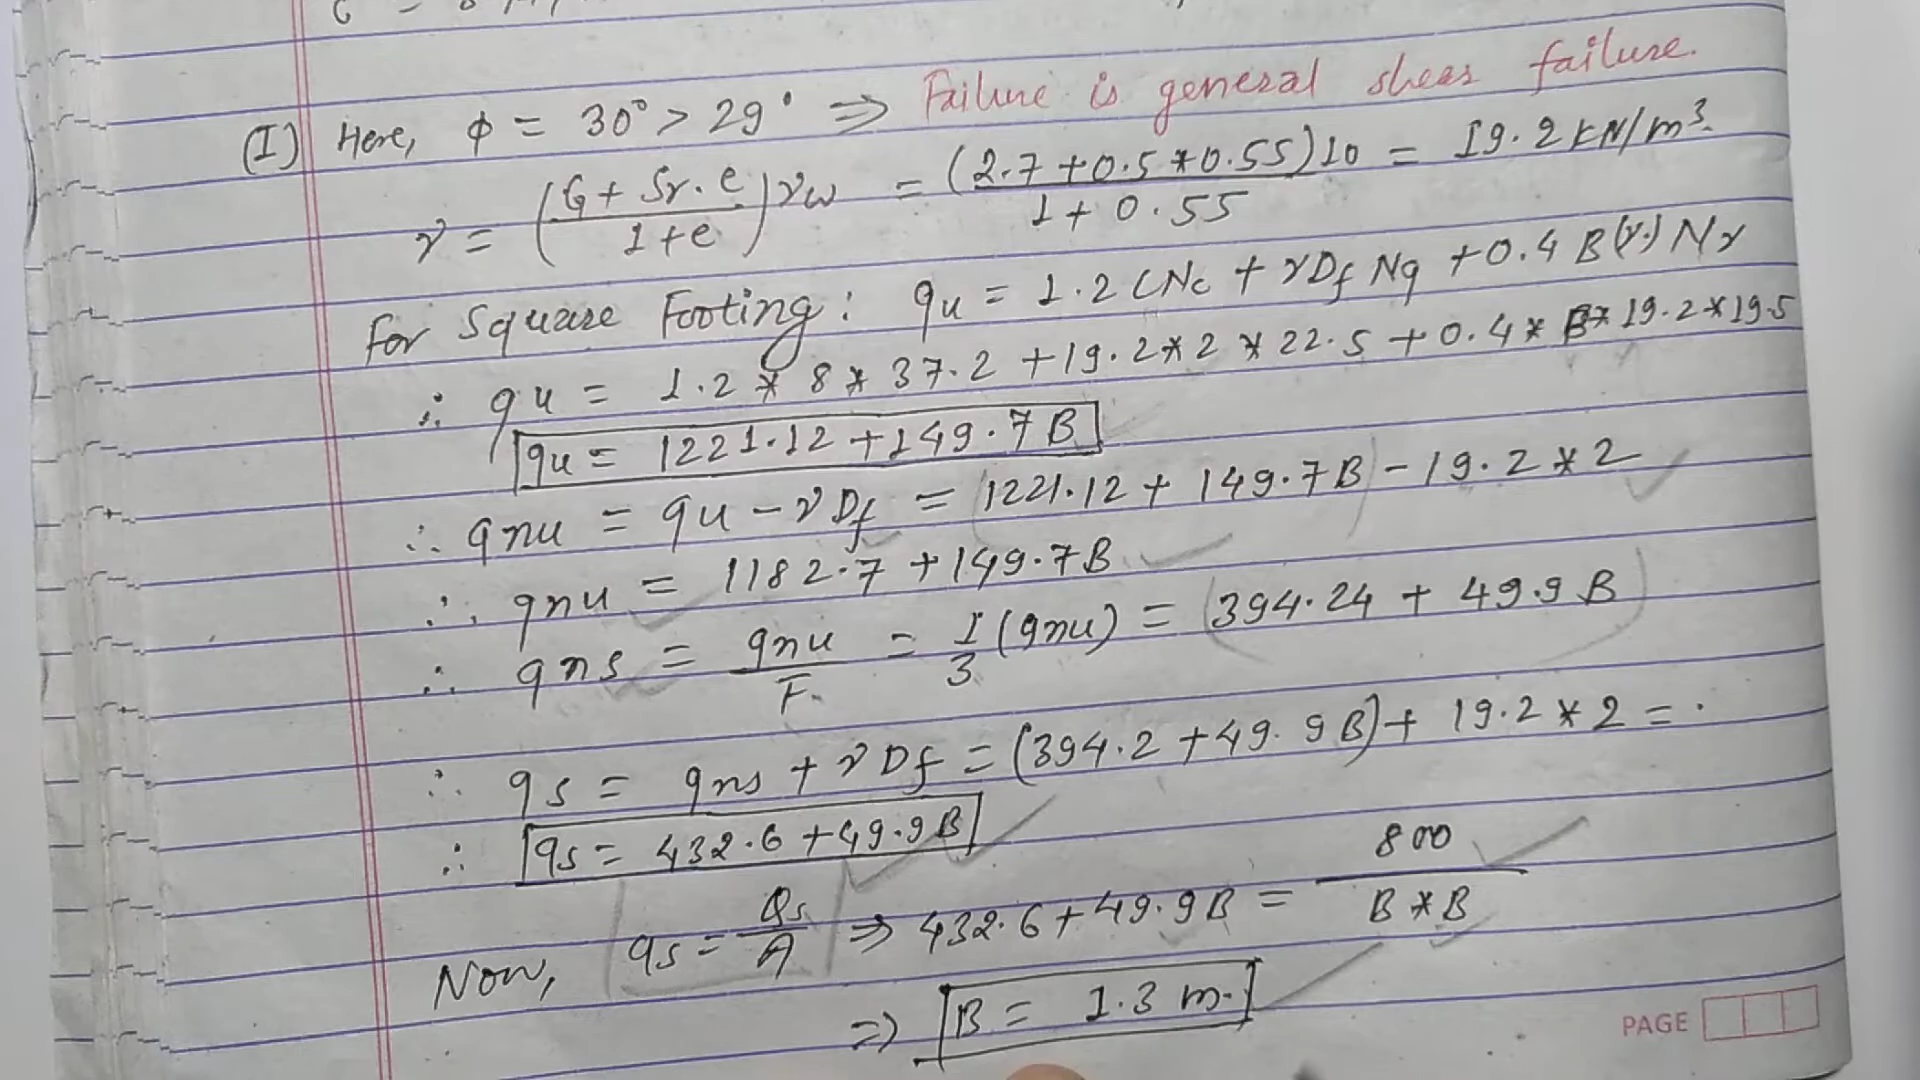 (I) Here, φ = 30° > 29° ⇒ Failure is general shear failure.
γ = (G + Sr.e / 1+e) γw = (2.7 + 0.5 * 0.55)10 / 1 + 0.55 = 19.2 kN/m³.
For Square Footing: qu = 1.2 CNc + γDf Nq + 0.4 B(γ.) Nγ
∴ qu = 1.2 * 8 * 37.2 + 19.2 * 2 * 22.5 + 0.4 * B * 19.2 * 19.5
qu = 1221.12 + 149.7 B
∴ qnu = qu - γDf = (1221.12 + 149.7 B) - 19.2 * 2
∴ qnu = 1182.7 + 149.7 B
∴ qns = qnu / F. = 1/3 (qnu) = (394.24 + 49.9 B)
∴ qs = qns + γDf = (394.2 + 49.9 B) + 19.2 * 2 = .
∴ qs = 432.6 + 49.9 B
Now, qs = Qs / A ⇒ 432.6 + 49.9 B = 800 / B * B
⇒ B = 1.3 m.
PAGE